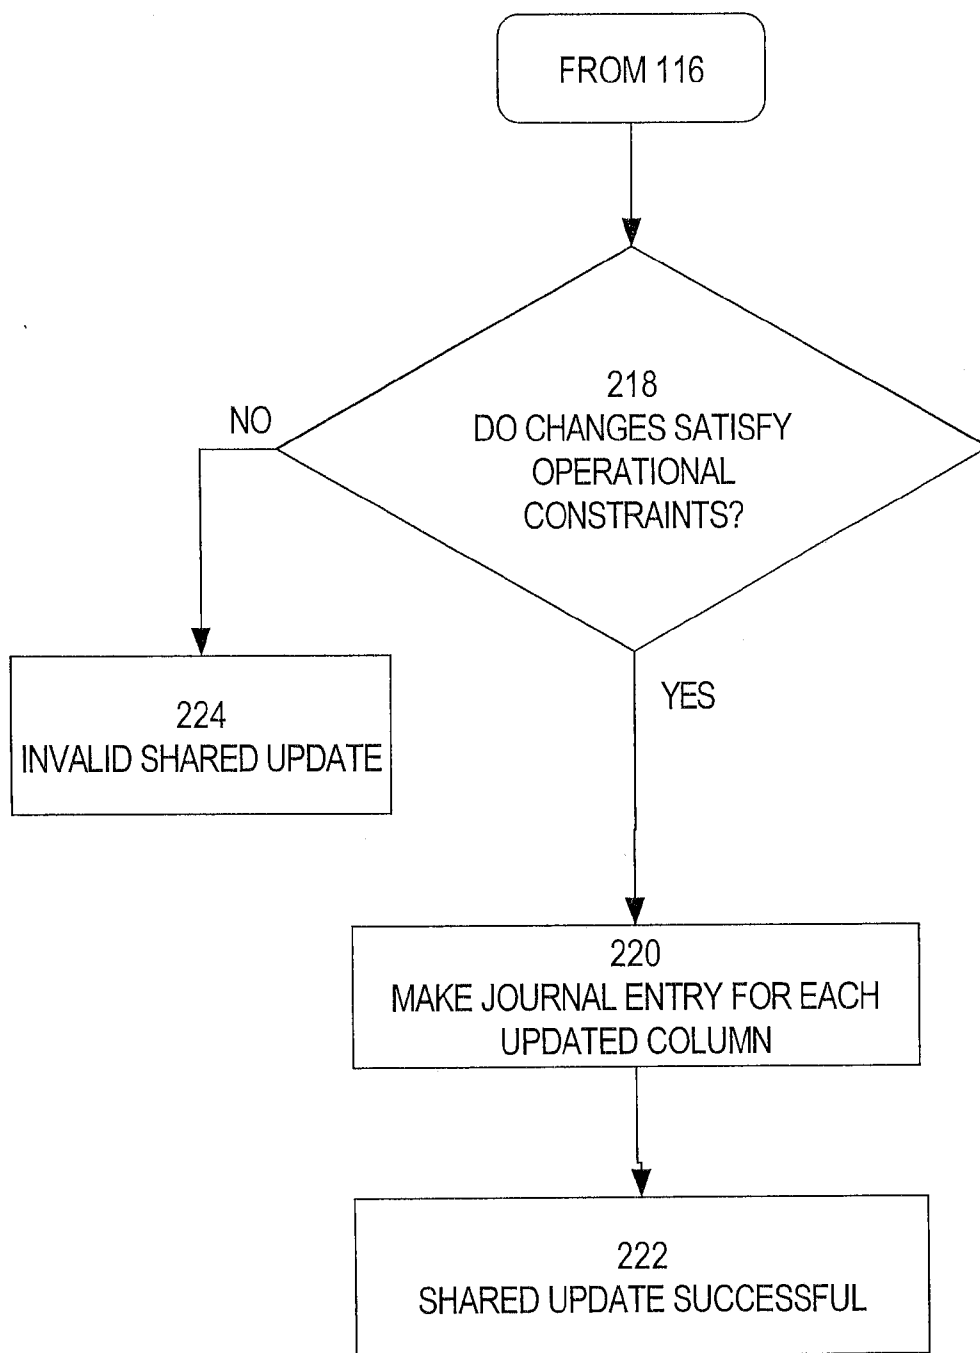 FROM 116
218
DO CHANGES SATISFY
OPERATIONAL
CONSTRAINTS?
NO
YES
224
INVALID SHARED UPDATE
220
MAKE JOURNAL ENTRY FOR EACH
UPDATED COLUMN
222
SHARED UPDATE SUCCESSFUL